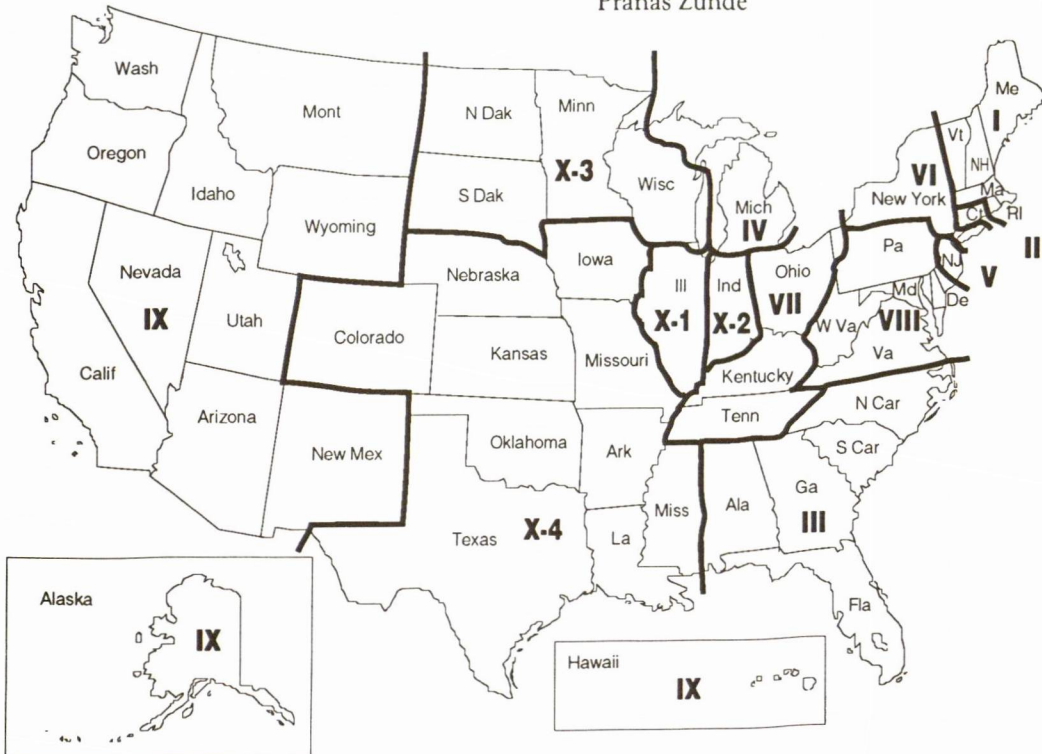 Pranas Zunde
Wash
Mont
N Dak
Minn
Me
I
Oregon
Idaho
S Dak
X-3
Wisc
Mich
IV
Vt
NH
VI
New York
Ma
Ct
RI
II
Wyoming
Nebraska
Iowa
Pa
NJ
V
Nevada
IX
Utah
Colorado
Kansas
Missouri
Ill
X-1
Ind
X-2
Ohio
VII
Md
De
W Va
VIII
Va
Kentucky
Calif
Arizona
New Mex
Oklahoma
Ark
Tenn
N Car
S Car
Texas
X-4
La
Miss
Ala
Ga
III
Fla
Alaska
IX
Hawaii
IX